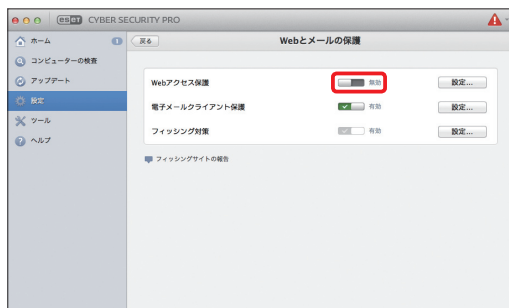 eset CYBER SECURITY PRO
ホーム 1
戻る
Webとメールの保護
コンピューターの検査
アップデート
設定
ツール
ヘルプ
Webアクセス保護 無効 設定...
電子メールクライアント保護 有効 設定...
フィッシング対策 有効 設定...
フィッシングサイトの報告